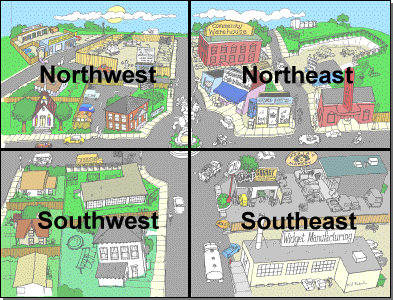 Community
Warehouse
Northwest
Northeast
Southwest
Southeast
Widget Manufacturing